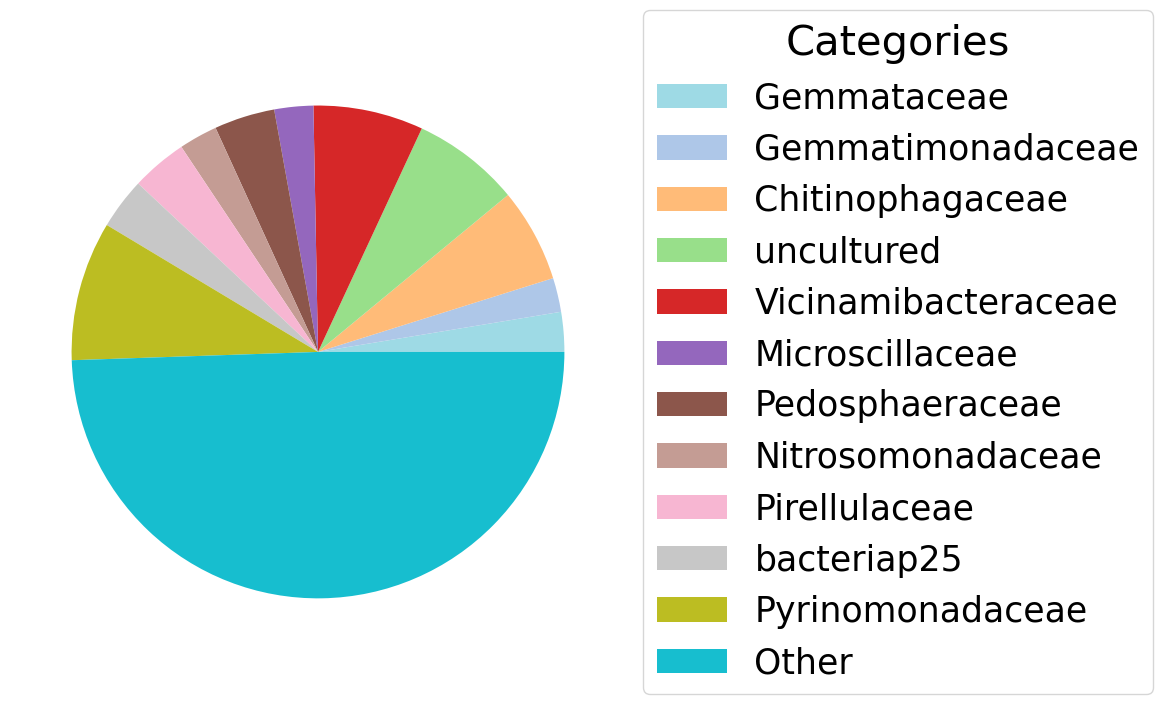 Categories
Gemmataceae
Gemmatimonadaceae
Chitinophagaceae
uncultured
Vicinamibacteraceae
Microscillaceae
Pedosphaeraceae
Nitrosomonadaceae
Pirellulaceae
bacteriap25
Pyrinomonadaceae
Other